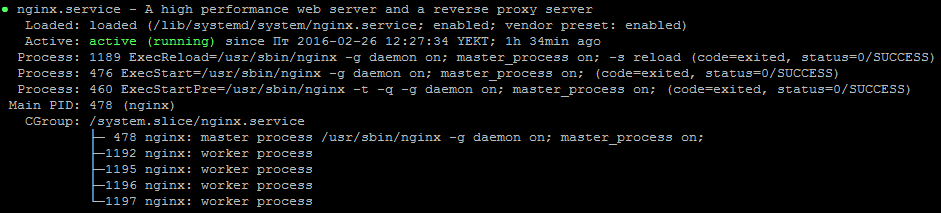 ● nginx.service - A high performance web server and a reverse proxy server
Loaded: loaded (/lib/systemd/system/nginx.service; enabled; vendor preset: enabled)
Active: active (running) since Пт 2016-02-26 12:27:34 YEKT; 1h 34min ago
Process: 1189 ExecReload=/usr/sbin/nginx -g daemon on; master_process on; -s reload (code=exited, status=0/SUCCESS)
Process: 476 ExecStart=/usr/sbin/nginx -g daemon on; master_process on; (code=exited, status=0/SUCCESS)
Process: 460 ExecStartPre=/usr/sbin/nginx -t -q -g daemon on; master_process on; (code=exited, status=0/SUCCESS)
Main PID: 478 (nginx)
CGroup: /system.slice/nginx.service
├─ 478 nginx: master process /usr/sbin/nginx -g daemon on; master_process on;
├─1192 nginx: worker process
├─1195 nginx: worker process
├─1196 nginx: worker process
└─1197 nginx: worker process